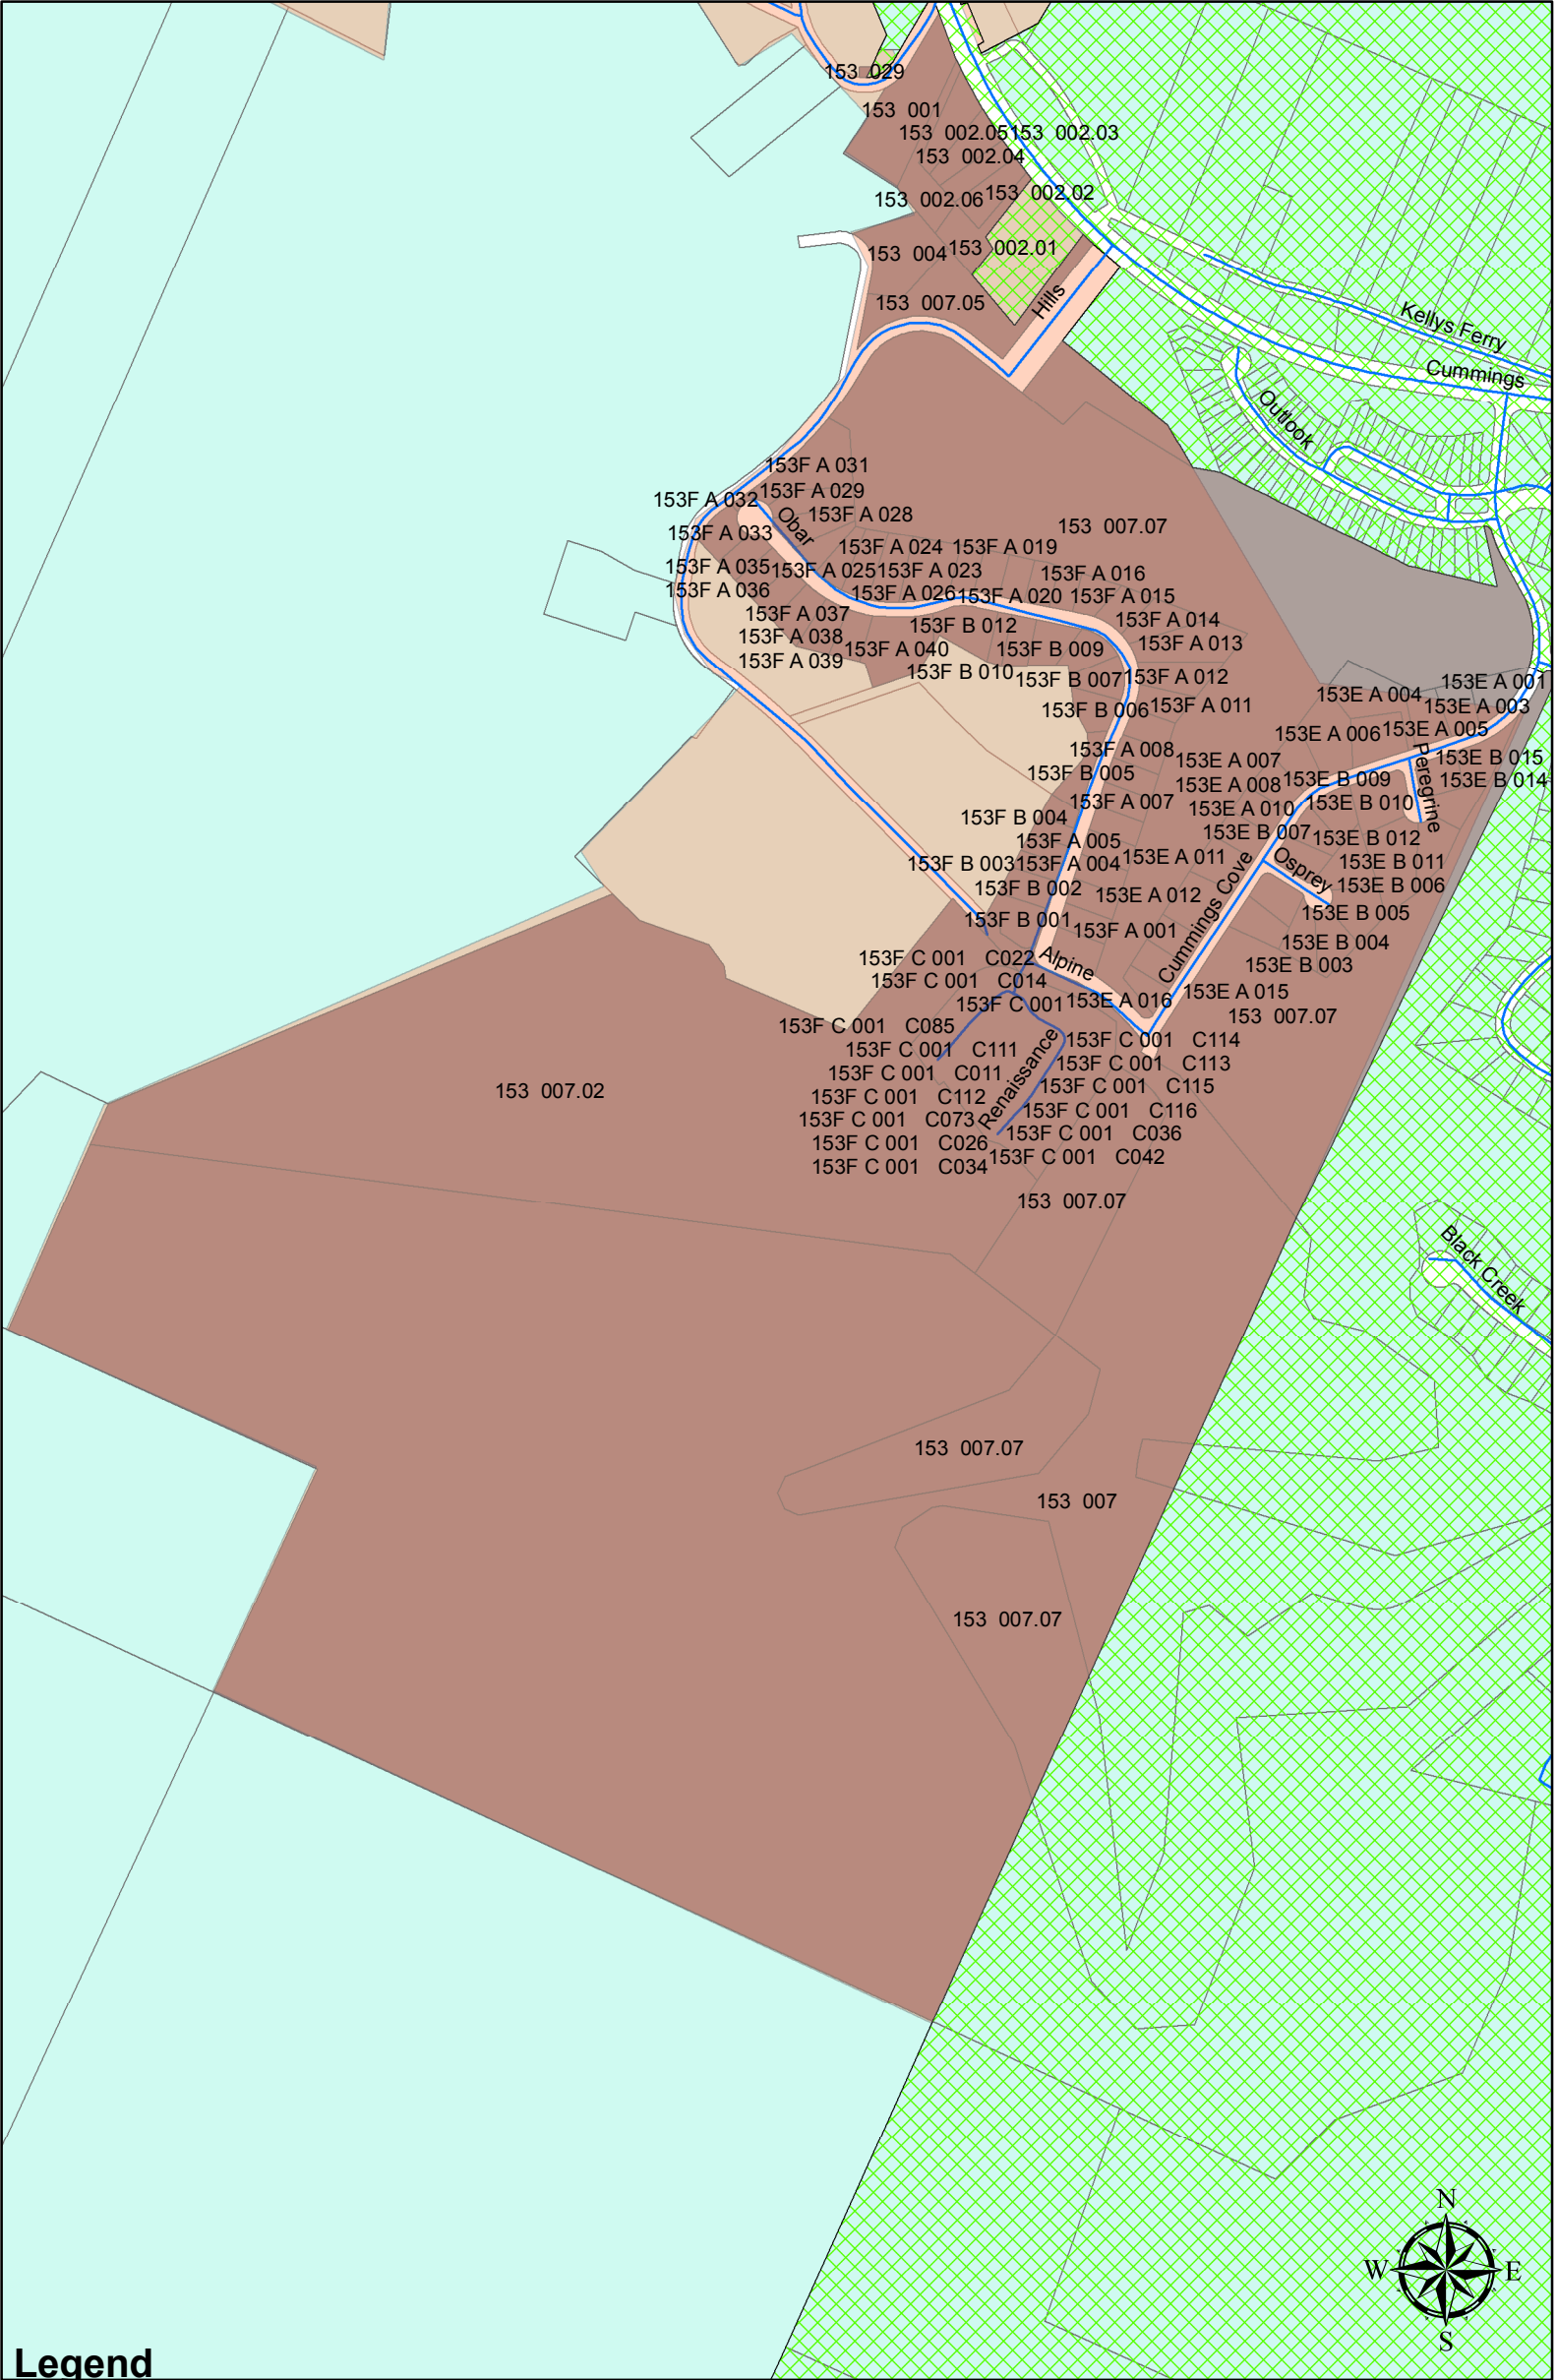 153 029
153 001
153 002.05
153 002.03
153 002.04
153 002.06
153 002.02
153 004
153 002.01
153 007.05
Hills
Kellys Ferry
Cummings
Outlook
153F A 031
153F A 032
153F A 029
Obar
153F A 028
153 007.07
153F A 033
153F A 024
153F A 019
153F A 035
153F A 025
153F A 023
153F A 016
153F A 036
153F A 026
153F A 020
153F A 015
153F A 037
153F B 012
153F A 014
153F A 038
153F A 040
153F B 009
153F A 013
153F A 039
153F B 010
153F B 007
153F A 012
153E A 001
153E A 004
153F B 006
153F A 011
153E A 003
153E A 006
153E A 005
153F A 008
153E A 007
Peregrine
153E B 015
153F B 005
153E A 008
153E B 009
153E B 014
153F A 007
153E A 010
153E B 010
153F B 004
153E B 007
153E B 012
153F A 005
153F B 003
153F A 004
153E A 011
Osprey
153E B 011
153F B 002
153E A 012
Cummings Cove
153E B 006
153F B 001
153F A 001
153E B 005
153E B 004
153F C 001 C022
Alpine
153E B 003
153F C 001 C014
153F C 001
153E A 016
153E A 015
153 007.07
153F C 001 C085
153F C 001 C114
153F C 001 C111
Renaissance
153F C 001 C113
153F C 001 C011
153F C 001 C115
153F C 001 C112
153F C 001 C116
153F C 001 C073
153F C 001 C036
153F C 001 C026
153F C 001 C042
153F C 001 C034
153 007.02
153 007.07
Black Creek
153 007.07
153 007
153 007.07
N
W
E
S
Legend